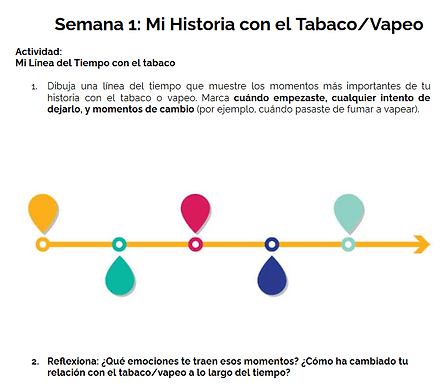 Semana 1: Mi Historia con el Tabaco/Vapeo
Actividad:
Mi Línea del Tiempo con el tabaco
1. Dibuja una línea del tiempo que muestre los momentos más importantes de tu
historia con el tabaco o vapeo. Marca cuándo empezaste, cualquier intento de
dejarlo, y momentos de cambio (por ejemplo, cuándo pasaste de fumar a vapear).
2. Reflexiona: ¿Qué emociones te traen esos momentos? ¿Cómo ha cambiado tu
relación con el tabaco/vapeo a lo largo del tiempo?